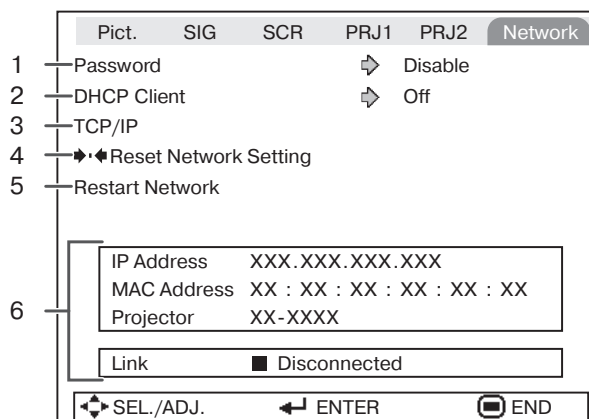 Pict. SIG SCR PRJ1 PRJ2 Network
1 Password Disable
2 DHCP Client Off
3 TCP/IP
4 Reset Network Setting
5 Restart Network
6
IP Address XXX.XXX.XXX.XXX
MAC Address XX : XX : XX : XX : XX : XX
Projector XX-XXXX
Link ■ Disconnected
SEL./ADJ. ENTER END